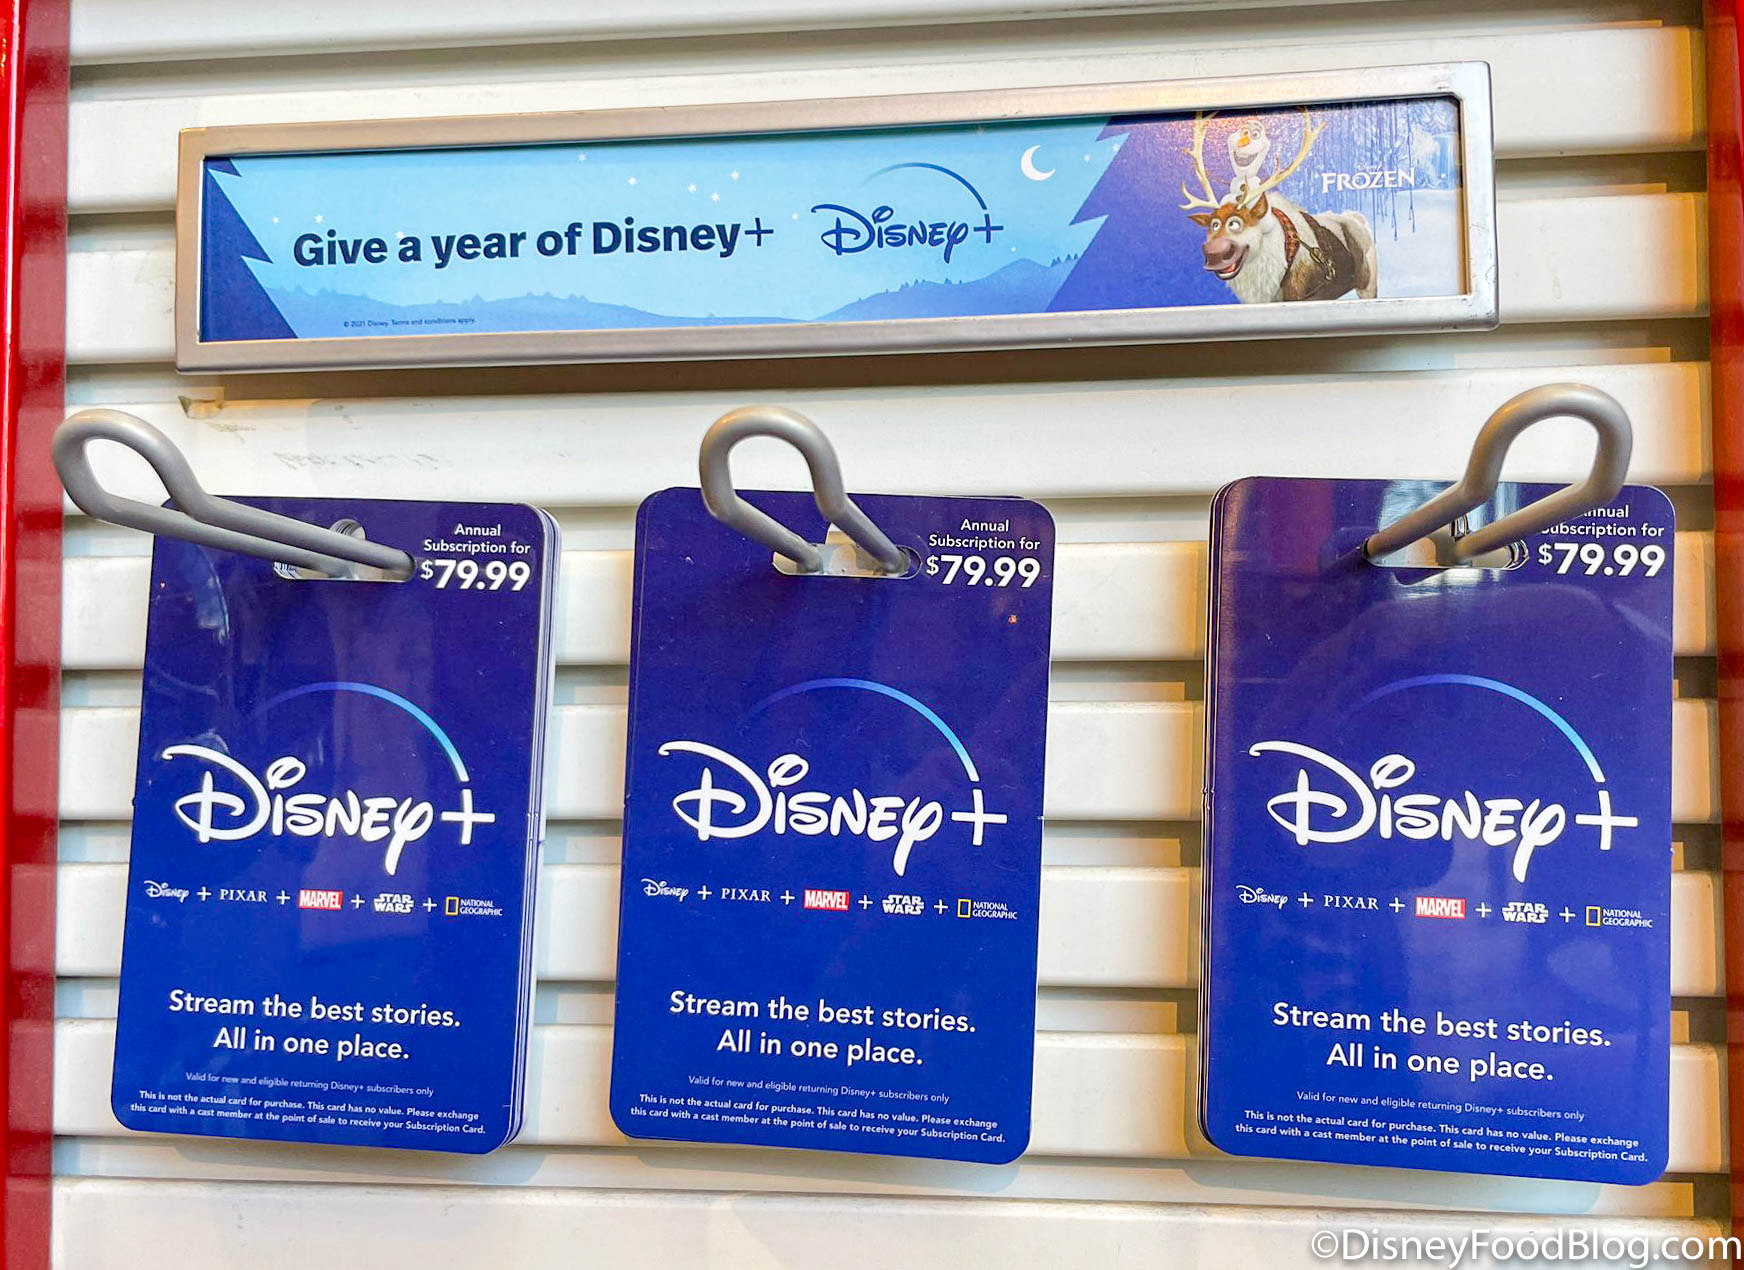 Give a year of Disney+ Disney+
Disney
FROZEN
© 2021 Disney. Terms and conditions apply.
Annual
Subscription for
$79.99
Disney+
Disney + PIXAR + MARVEL + STAR WARS + NATIONAL GEOGRAPHIC
Stream the best stories.
All in one place.
Valid for new and eligible returning Disney+ subscribers only
This is not the actual card for purchase. This card has no value. Please exchange
this card with a cast member at the point of sale to receive your Subscription Card.
Annual
Subscription for
$79.99
Disney+
Disney + PIXAR + MARVEL + STAR WARS + NATIONAL GEOGRAPHIC
Stream the best stories.
All in one place.
Valid for new and eligible returning Disney+ subscribers only
This is not the actual card for purchase. This card has no value. Please exchange
this card with a cast member at the point of sale to receive your Subscription Card.
nnual
ubscription for
$79.99
Disney+
Disney + PIXAR + MARVEL + STAR WARS + NATIONAL GEOGRAPHIC
Stream the best stories.
All in one place.
Valid for new and eligible returning Disney+ subscribers only
This is not the actual card for purchase. This card has no value. Please exchange
this card with a cast member at the point of sale to receive your Subscription Card.
©DisneyFoodBlog.com